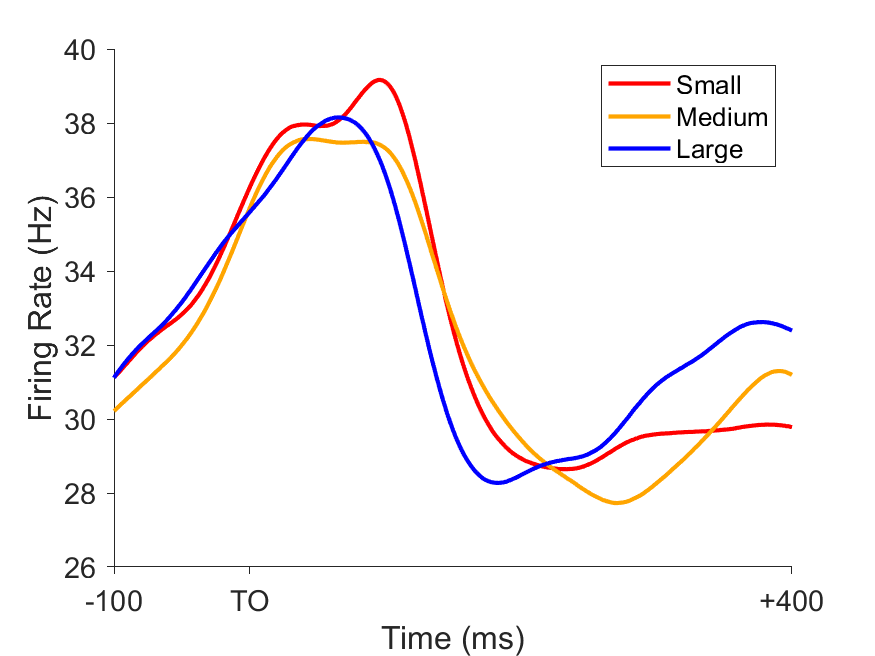 40
38
36
34
32
30
28
26
Firing Rate (Hz)
Small
Medium
Large
-100
TO
+400
Time (ms)